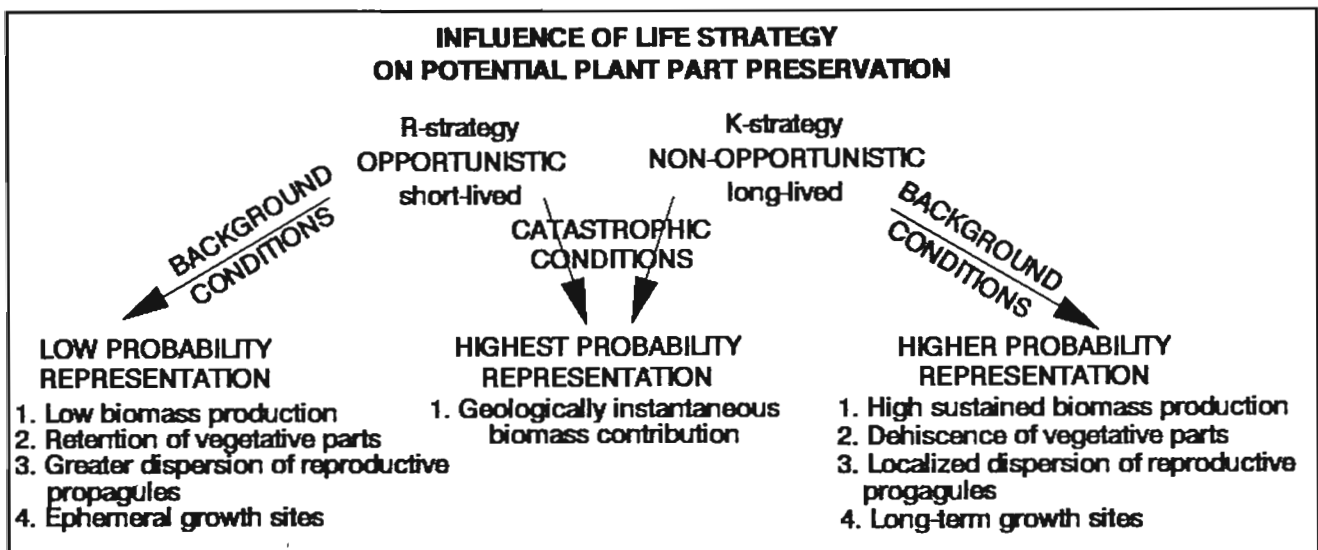 INFLUENCE OF LIFE STRATEGY
ON POTENTIAL PLANT PART PRESERVATION
R-strategy
OPPORTUNISTIC
short-lived
K-strategy
NON-OPPORTUNISTIC
long-lived
BACKGROUND
CONDITIONS
CATASTROPHIC
CONDITIONS
BACKGROUND
CONDITIONS
LOW PROBABILITY
REPRESENTATION
1. Low biomass production
2. Retention of vegetative parts
3. Greater dispersion of reproductive
propagules
4. Ephemeral growth sites
HIGHEST PROBABILITY
REPRESENTATION
1. Geologically instantaneous
biomass contribution
HIGHER PROBABILITY
REPRESENTATION
1. High sustained biomass production
2. Dehiscence of vegetative parts
3. Localized dispersion of reproductive
progagules
4. Long-term growth sites